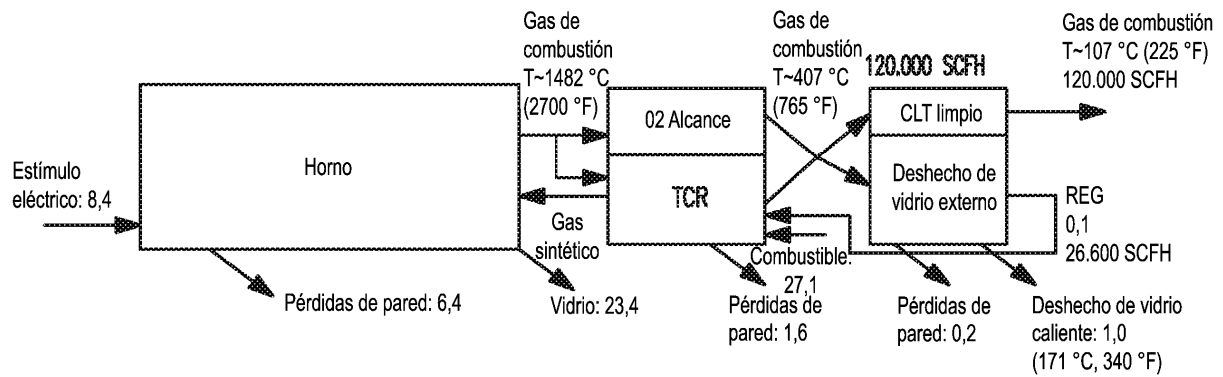 Gas de
combustión
T~1482 °C
(2700 °F)
Gas de
combustión
T~407 °C
(765 °F)
120.000 SCFH
Gas de combustión
T~107 °C (225 °F)
120.000 SCFH
Estímulo
eléctrico: 8,4
Horno
02 Alcance
TCR
CLT limpio
Deshecho de
vidrio externo
REG
0,1
26.600 SCFH
Gas
sintético
Combustible:
27,1
Pérdidas de pared: 6,4
Vidrio: 23,4
Pérdidas de
pared: 1,6
Pérdidas de
pared: 0,2
Deshecho de vidrio
caliente: 1,0
(171 °C, 340 °F)